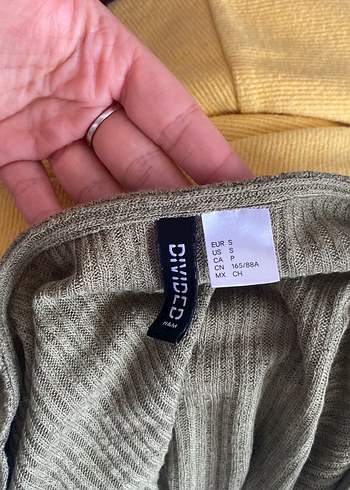 DIVIDED
H&M
EUR S
US S
CA P
CN 165/88A
MX CH